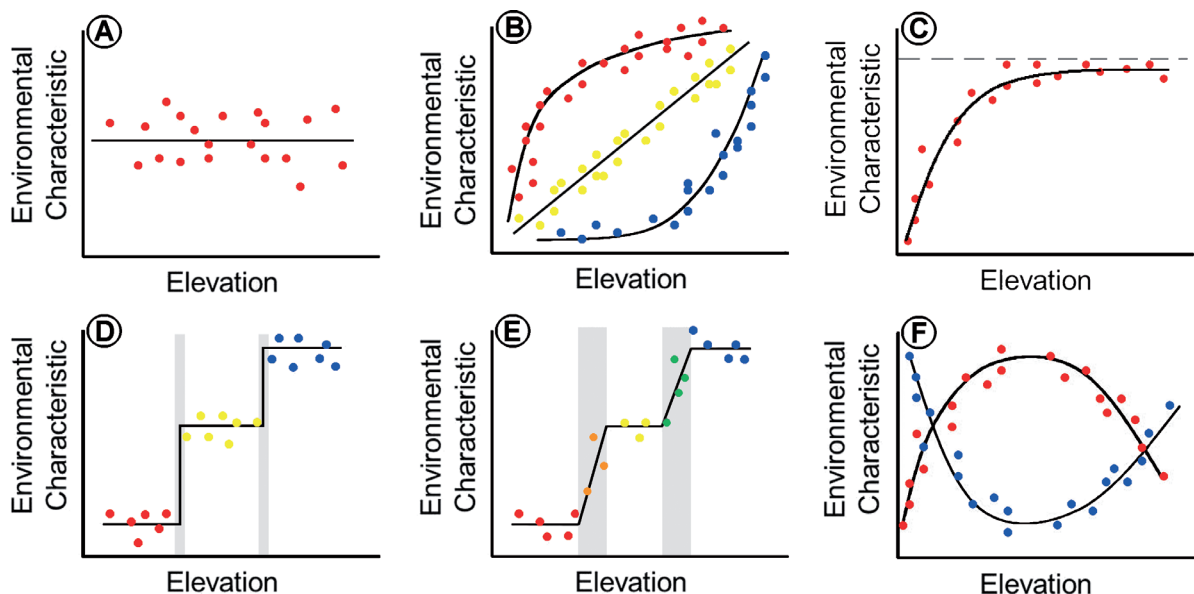 A
Environmental
Characteristic
Elevation
B
Environmental
Characteristic
Elevation
C
Environmental
Characteristic
Elevation
D
Environmental
Characteristic
Elevation
E
Environmental
Characteristic
Elevation
F
Environmental
Characteristic
Elevation